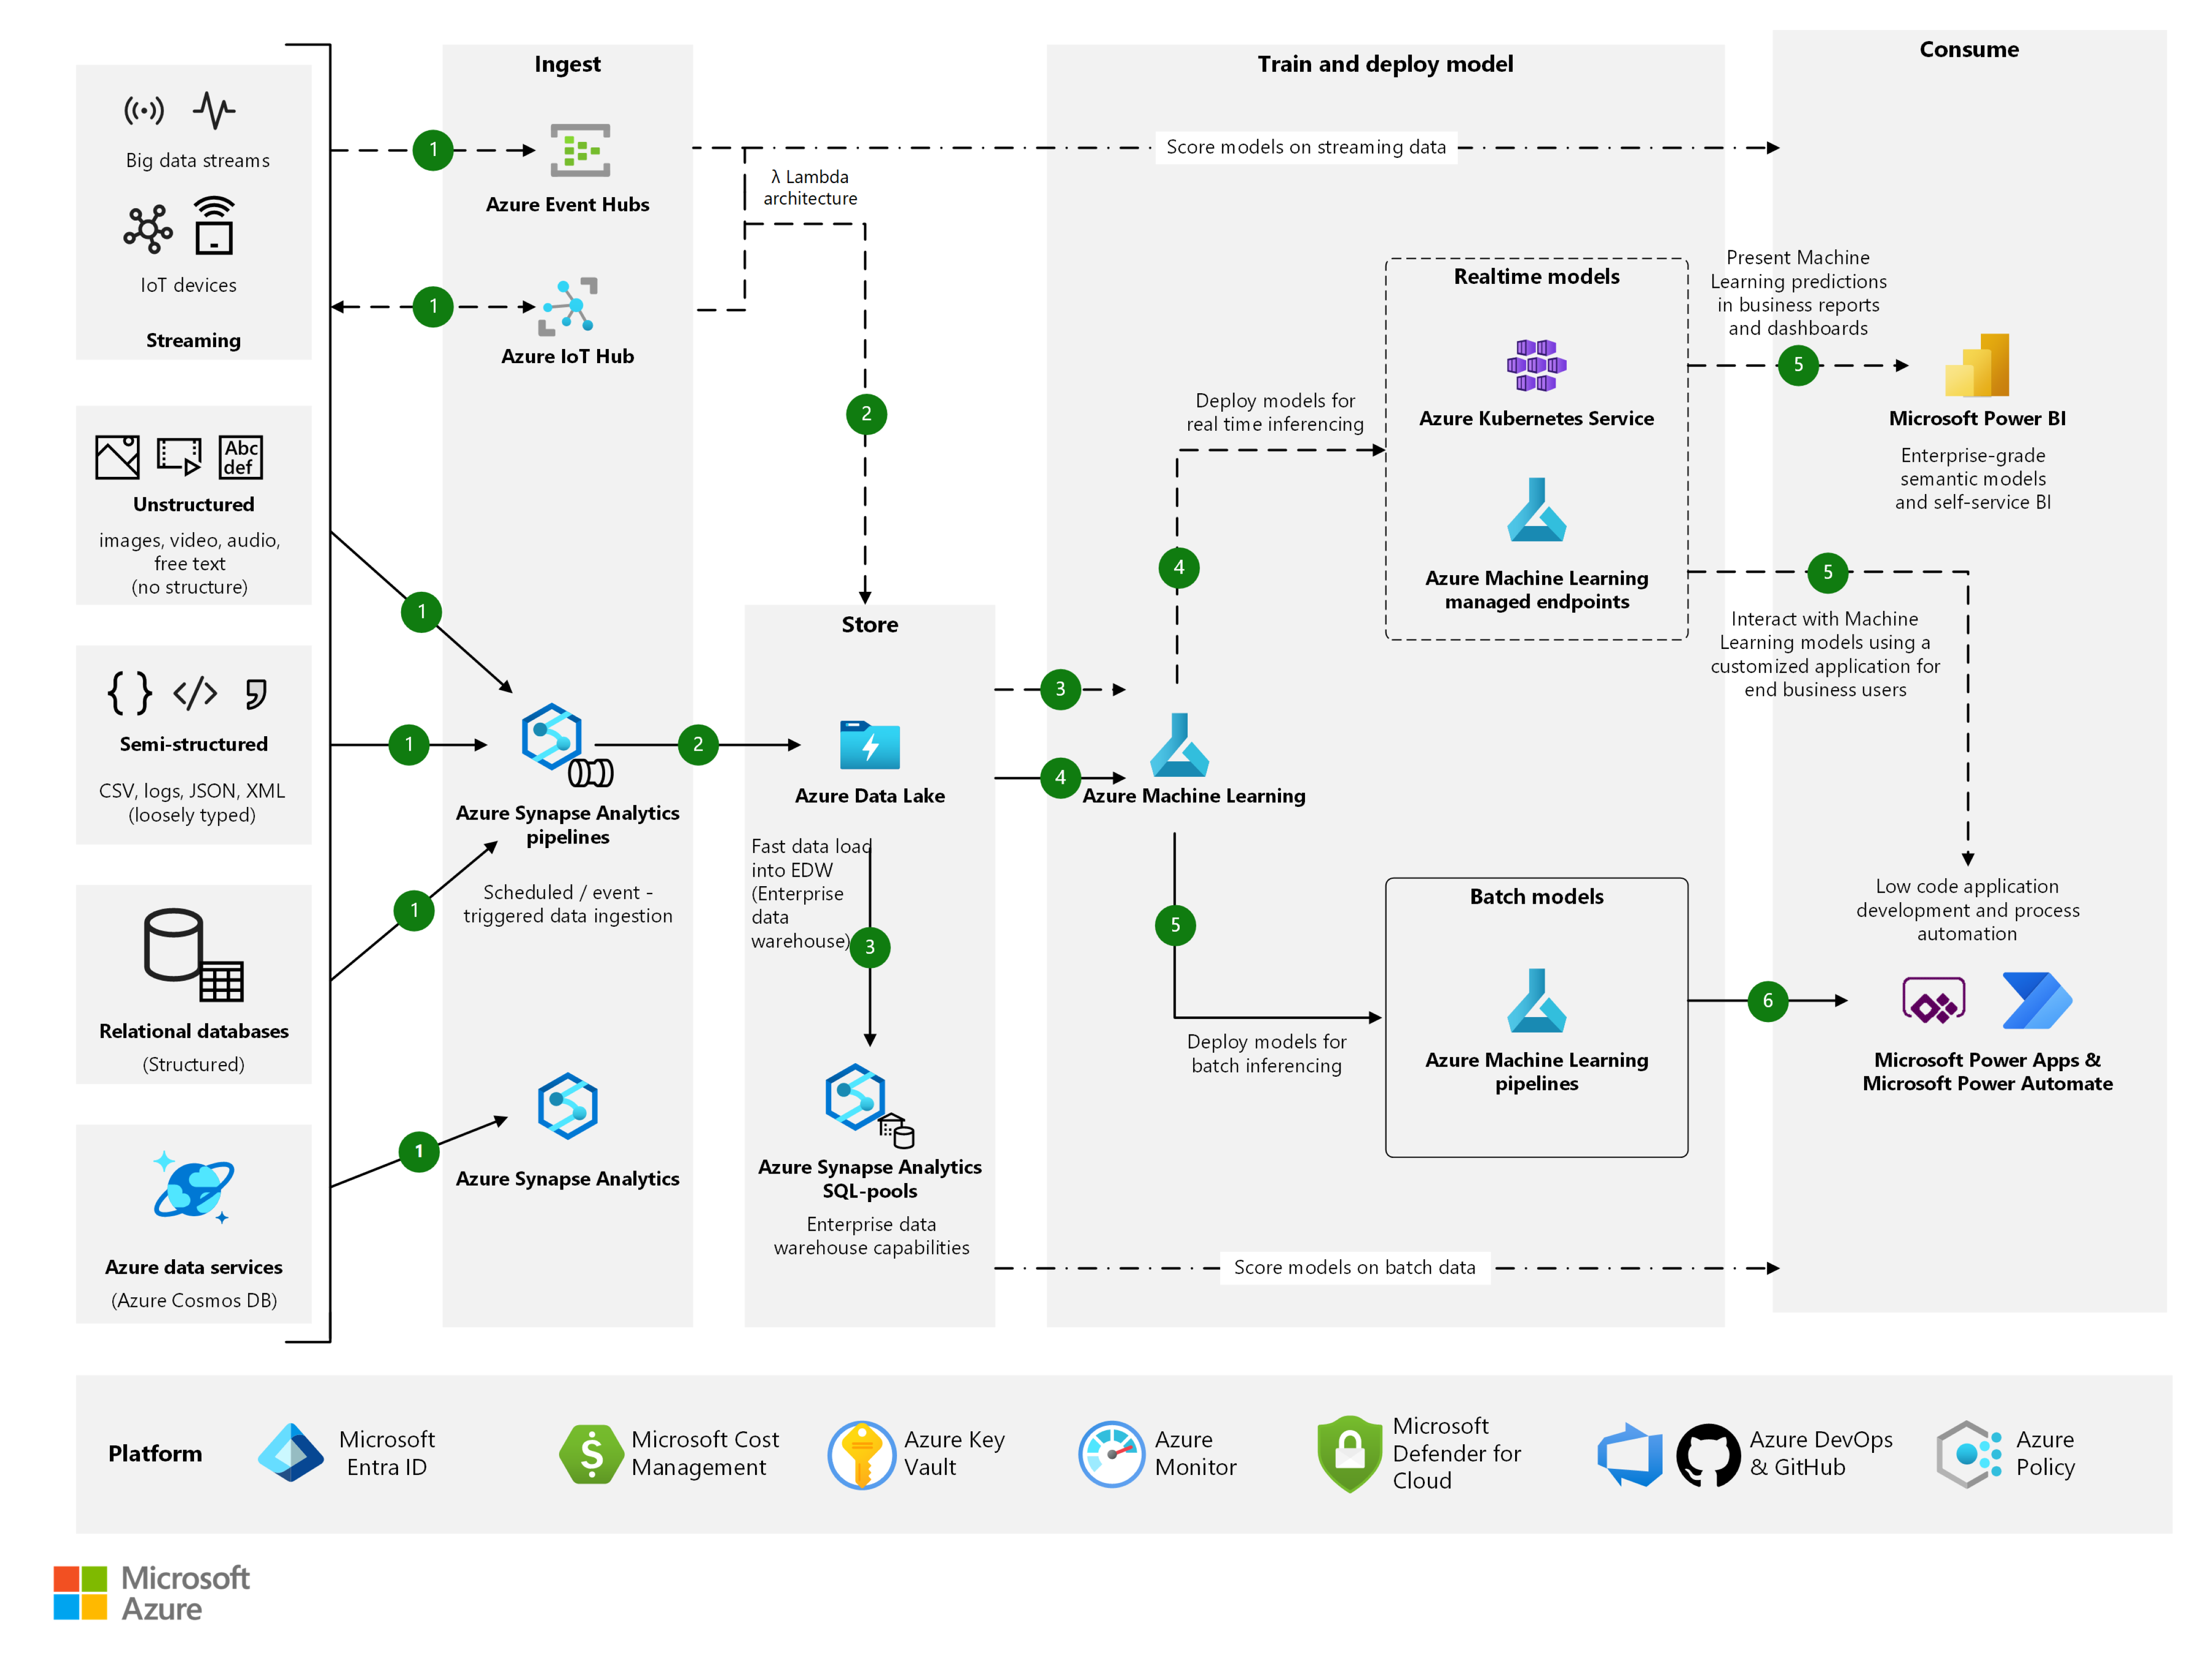 Big data streams
IoT devices
Streaming
Abc
def
Unstructured
images, video, audio,
free text
(no structure)
{ } </> ,
Semi-structured
CSV, logs, JSON, XML
(loosely typed)
Relational databases
(Structured)
Azure data services
(Azure Cosmos DB)
1
1
1
1
1
1
Ingest
Azure Event Hubs
Azure IoT Hub
Azure Synapse Analytics
pipelines
Scheduled / event -
triggered data ingestion
Azure Synapse Analytics
λ Lambda
architecture
2
2
Store
Azure Data Lake
Fast data load
into EDW
(Enterprise
data
warehouse)
3
Azure Synapse Analytics
SQL-pools
Enterprise data
warehouse capabilities
3
4
Train and deploy model
Score models on streaming data
Deploy models for
real time inferencing
4
Azure Machine Learning
5
Deploy models for
batch inferencing
Realtime models
Azure Kubernetes Service
Azure Machine Learning
managed endpoints
Batch models
Azure Machine Learning
pipelines
Score models on batch data
Consume
Present Machine
Learning predictions
in business reports
and dashboards
5
Microsoft Power BI
Enterprise-grade
semantic models
and self-service BI
5
Interact with Machine
Learning models using a
customized application for
end business users
Low code application
development and process
automation
6
Microsoft Power Apps &
Microsoft Power Automate
Platform
Microsoft
Entra ID
$
Microsoft Cost
Management
Azure Key
Vault
Azure
Monitor
Microsoft
Defender for
Cloud
Azure DevOps
& GitHub
Azure
Policy
Microsoft
Azure